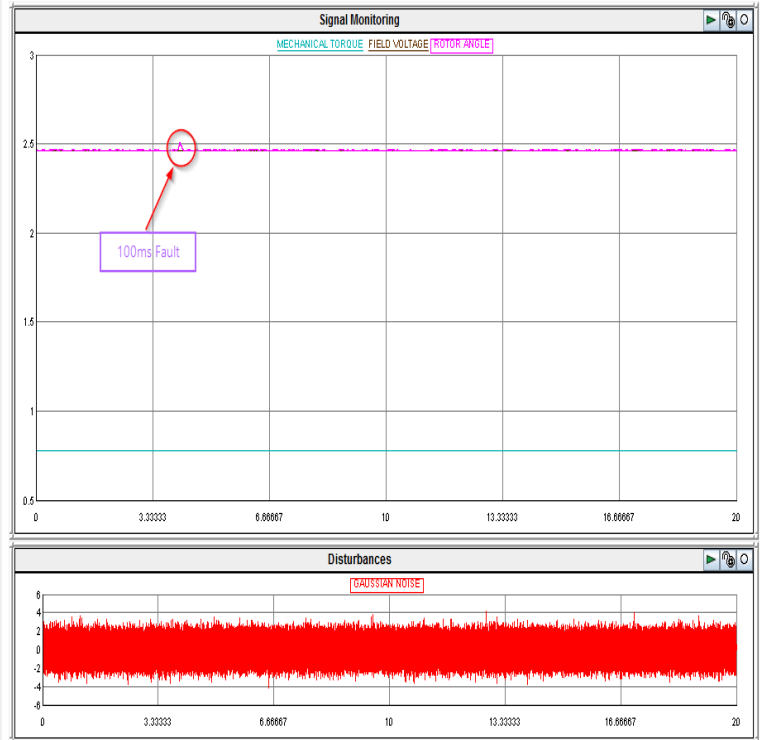 Signal Monitoring
MECHANICAL TORQUE FIELD VOLTAGE ROTOR ANGLE
3
2.5
100ms Fault
2
1.5
1
0.5
0 3.33333 6.66667 10 13.33333 16.66667 20
Disturbances
GAUSSIAN NOISE
6
4
2
0
-2
-4
-6
0 3.33333 6.66667 10 13.33333 16.66667 20